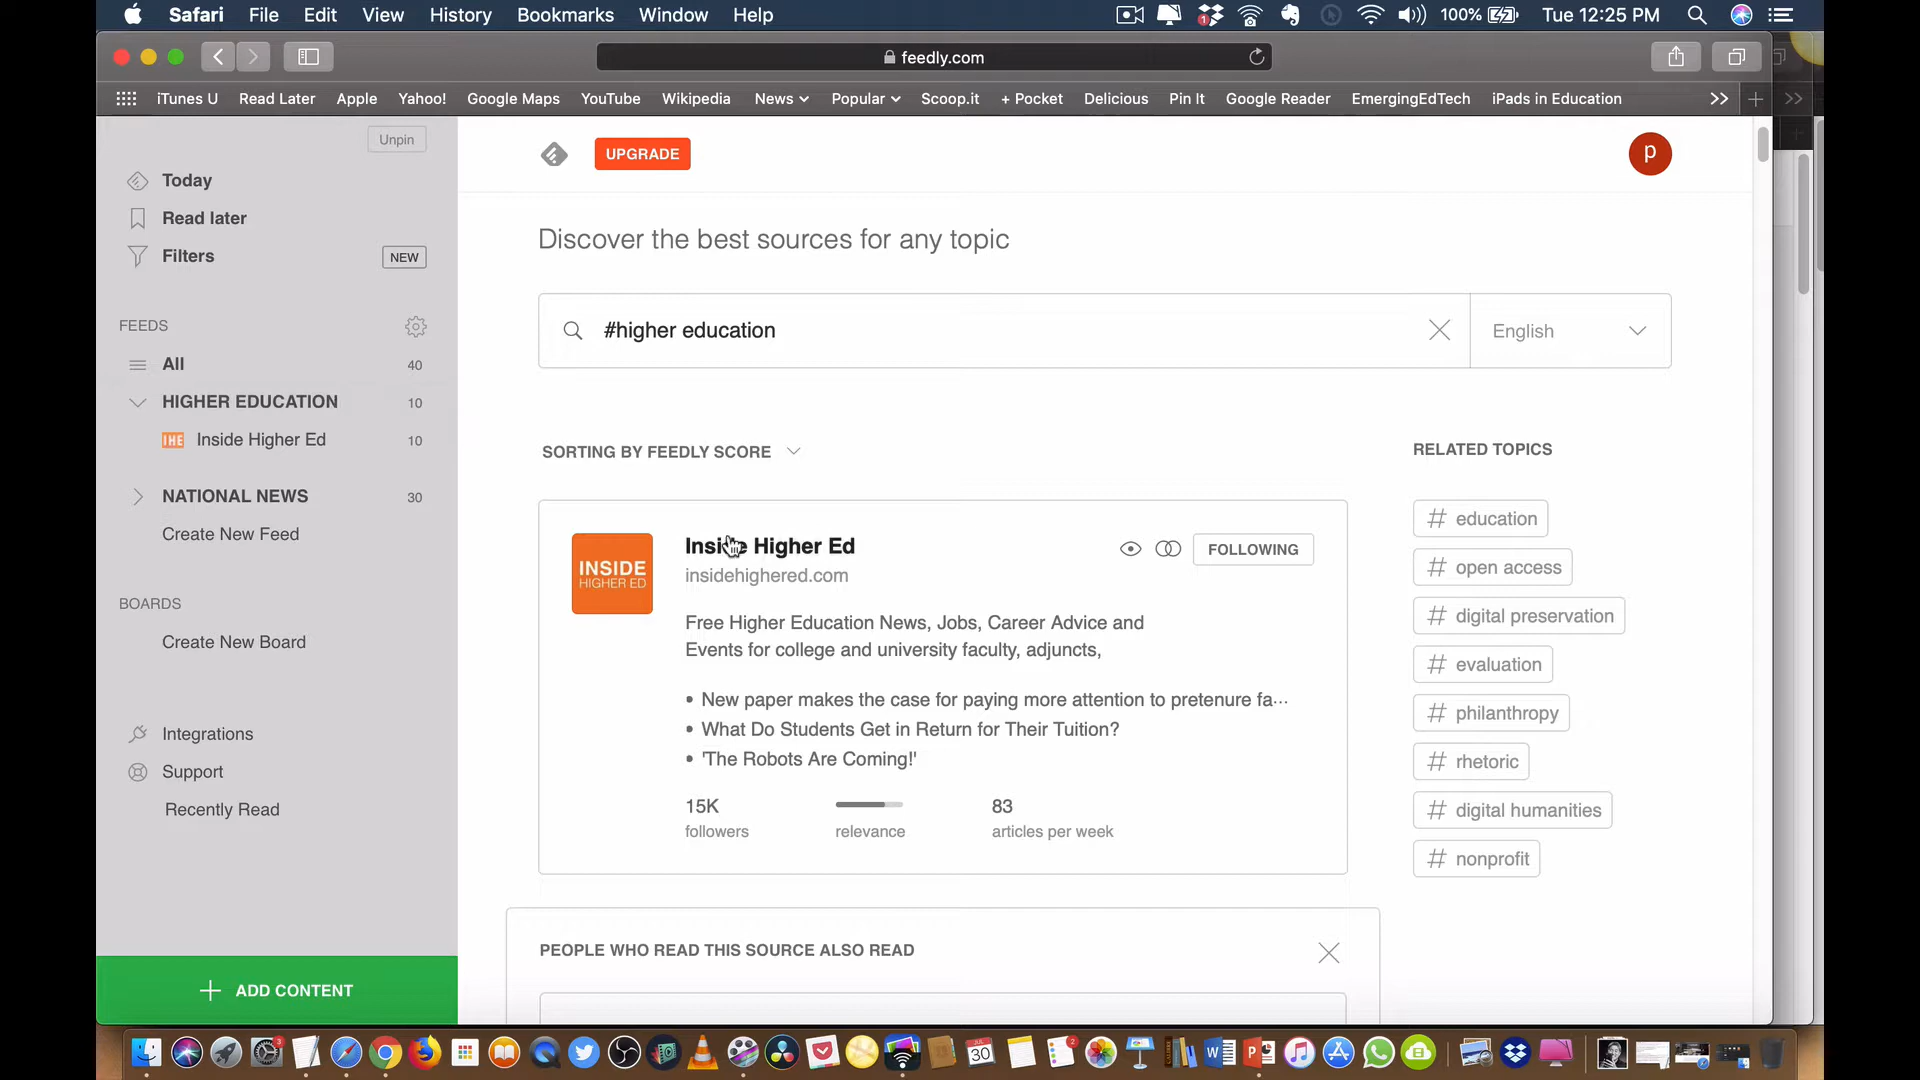 Safari File Edit View History Bookmarks Window Help 100% Tue 12:25 PM
feedly.com
iTunes U Read Later Apple Yahoo! Google Maps YouTube Wikipedia News Popular Scoop.it + Pocket Delicious Pin It Google Reader EmergingEdTech iPads in Education
Unpin
Today
Read later
Filters NEW
FEEDS
All 40
HIGHER EDUCATION 10
IHE Inside Higher Ed 10
NATIONAL NEWS 30
Create New Feed
BOARDS
Create New Board
Integrations
Support
Recently Read
+ ADD CONTENT
UPGRADE
p
Discover the best sources for any topic
#higher education
English
SORTING BY FEEDLY SCORE
INSIDE
HIGHER ED
Inside Higher Ed
insidehighered.com
FOLLOWING
Free Higher Education News, Jobs, Career Advice and
Events for college and university faculty, adjuncts,
• New paper makes the case for paying more attention to pretenure fa...
• What Do Students Get in Return for Their Tuition?
• 'The Robots Are Coming!'
15K 83
followers relevance articles per week
PEOPLE WHO READ THIS SOURCE ALSO READ
RELATED TOPICS
# education
# open access
# digital preservation
# evaluation
# philanthropy
# rhetoric
# digital humanities
# nonprofit
3
JUL
30
2